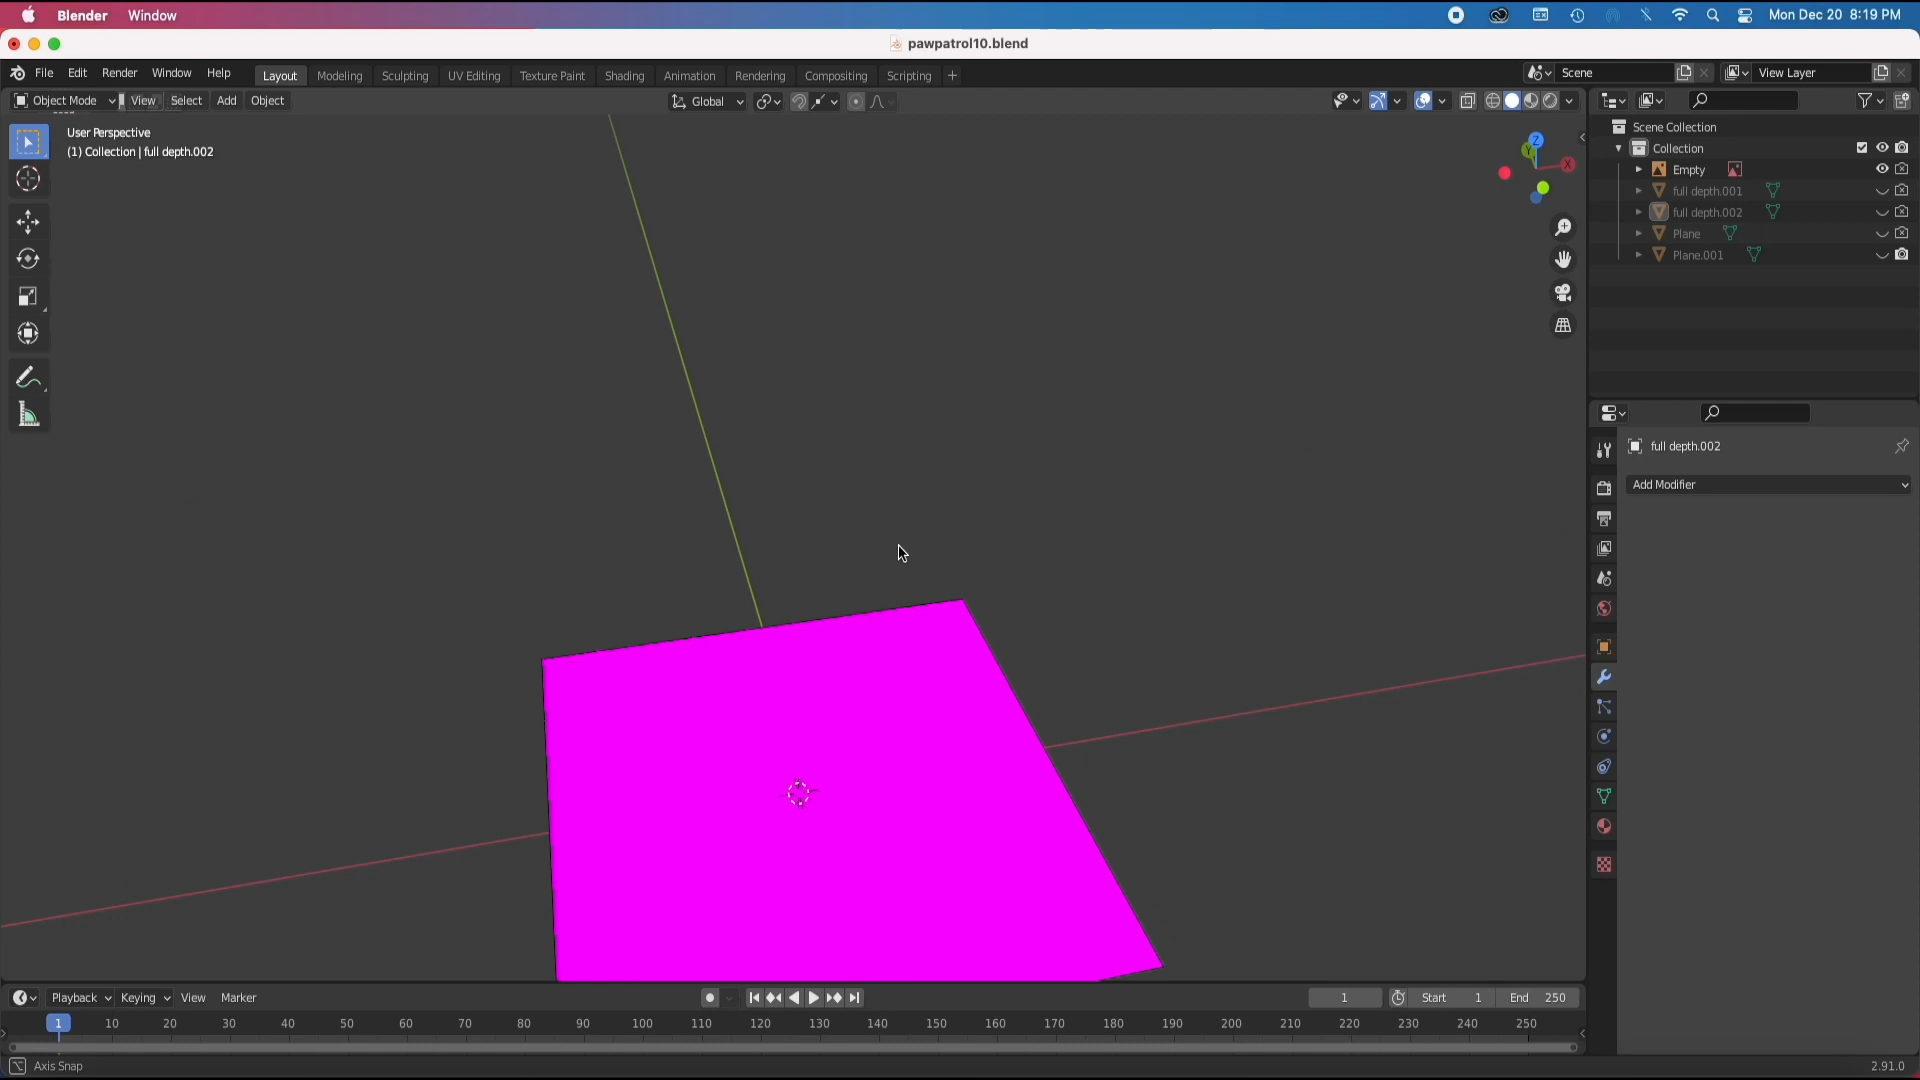 Blender Window Mon Dec 20 8:19 PM
pawpatrol10.blend
File Edit Render Window Help Layout Modeling Sculpting UV Editing Texture Paint Shading Animation Rendering Compositing Scripting + Scene View Layer
Object Mode View Select Add Object Global
User Perspective
(1) Collection | full depth.002
Z
Y
X
Scene Collection
Collection
Empty
full depth.001
full depth.002
Plane
Plane.001
full depth.002
Add Modifier
Playback Keying View Marker 1 Start 1 End 250
1 10 20 30 40 50 60 70 80 90 100 110 120 130 140 150 160 170 180 190 200 210 220 230 240 250
Axis Snap 2.91.0